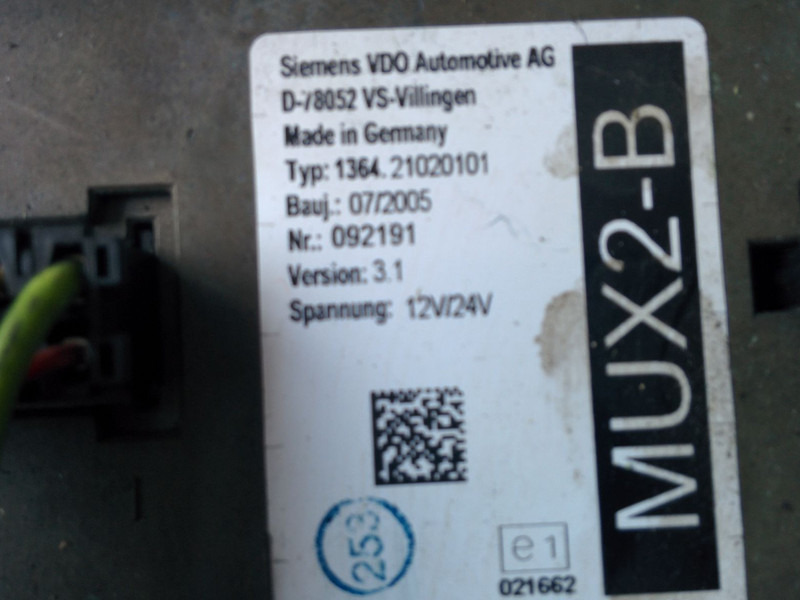 Siemens VDO Automotive AG
D-78052 VS-Villingen
Made in Germany
Typ: 1364.21020101
Bauj.: 07/2005
Nr.: 092191
Version: 3.1
Spannung: 12V/24V
MUX2-B
253
e1
021662